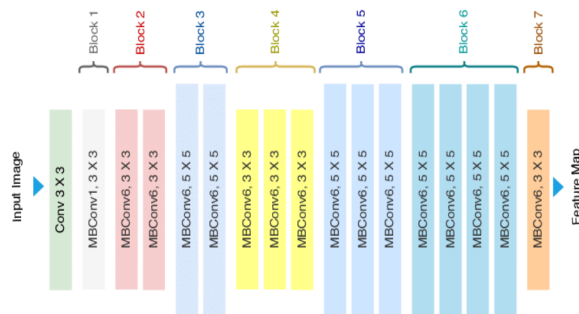 Block 1
Block 2
Block 3
Block 4
Block 5
Block 6
Block 7
Input Image
Conv 3 X 3
MBConv1, 3 X 3
MBConv6, 3 X 3
MBConv6, 3 X 3
MBConv6, 5 X 5
MBConv6, 5 X 5
MBConv6, 3 X 3
MBConv6, 3 X 3
MBConv6, 3 X 3
MBConv6, 5 X 5
MBConv6, 5 X 5
MBConv6, 5 X 5
MBConv6, 5 X 5
MBConv6, 5 X 5
MBConv6, 5 X 5
MBConv6, 5 X 5
MBConv6, 3 X 3
Feature Map